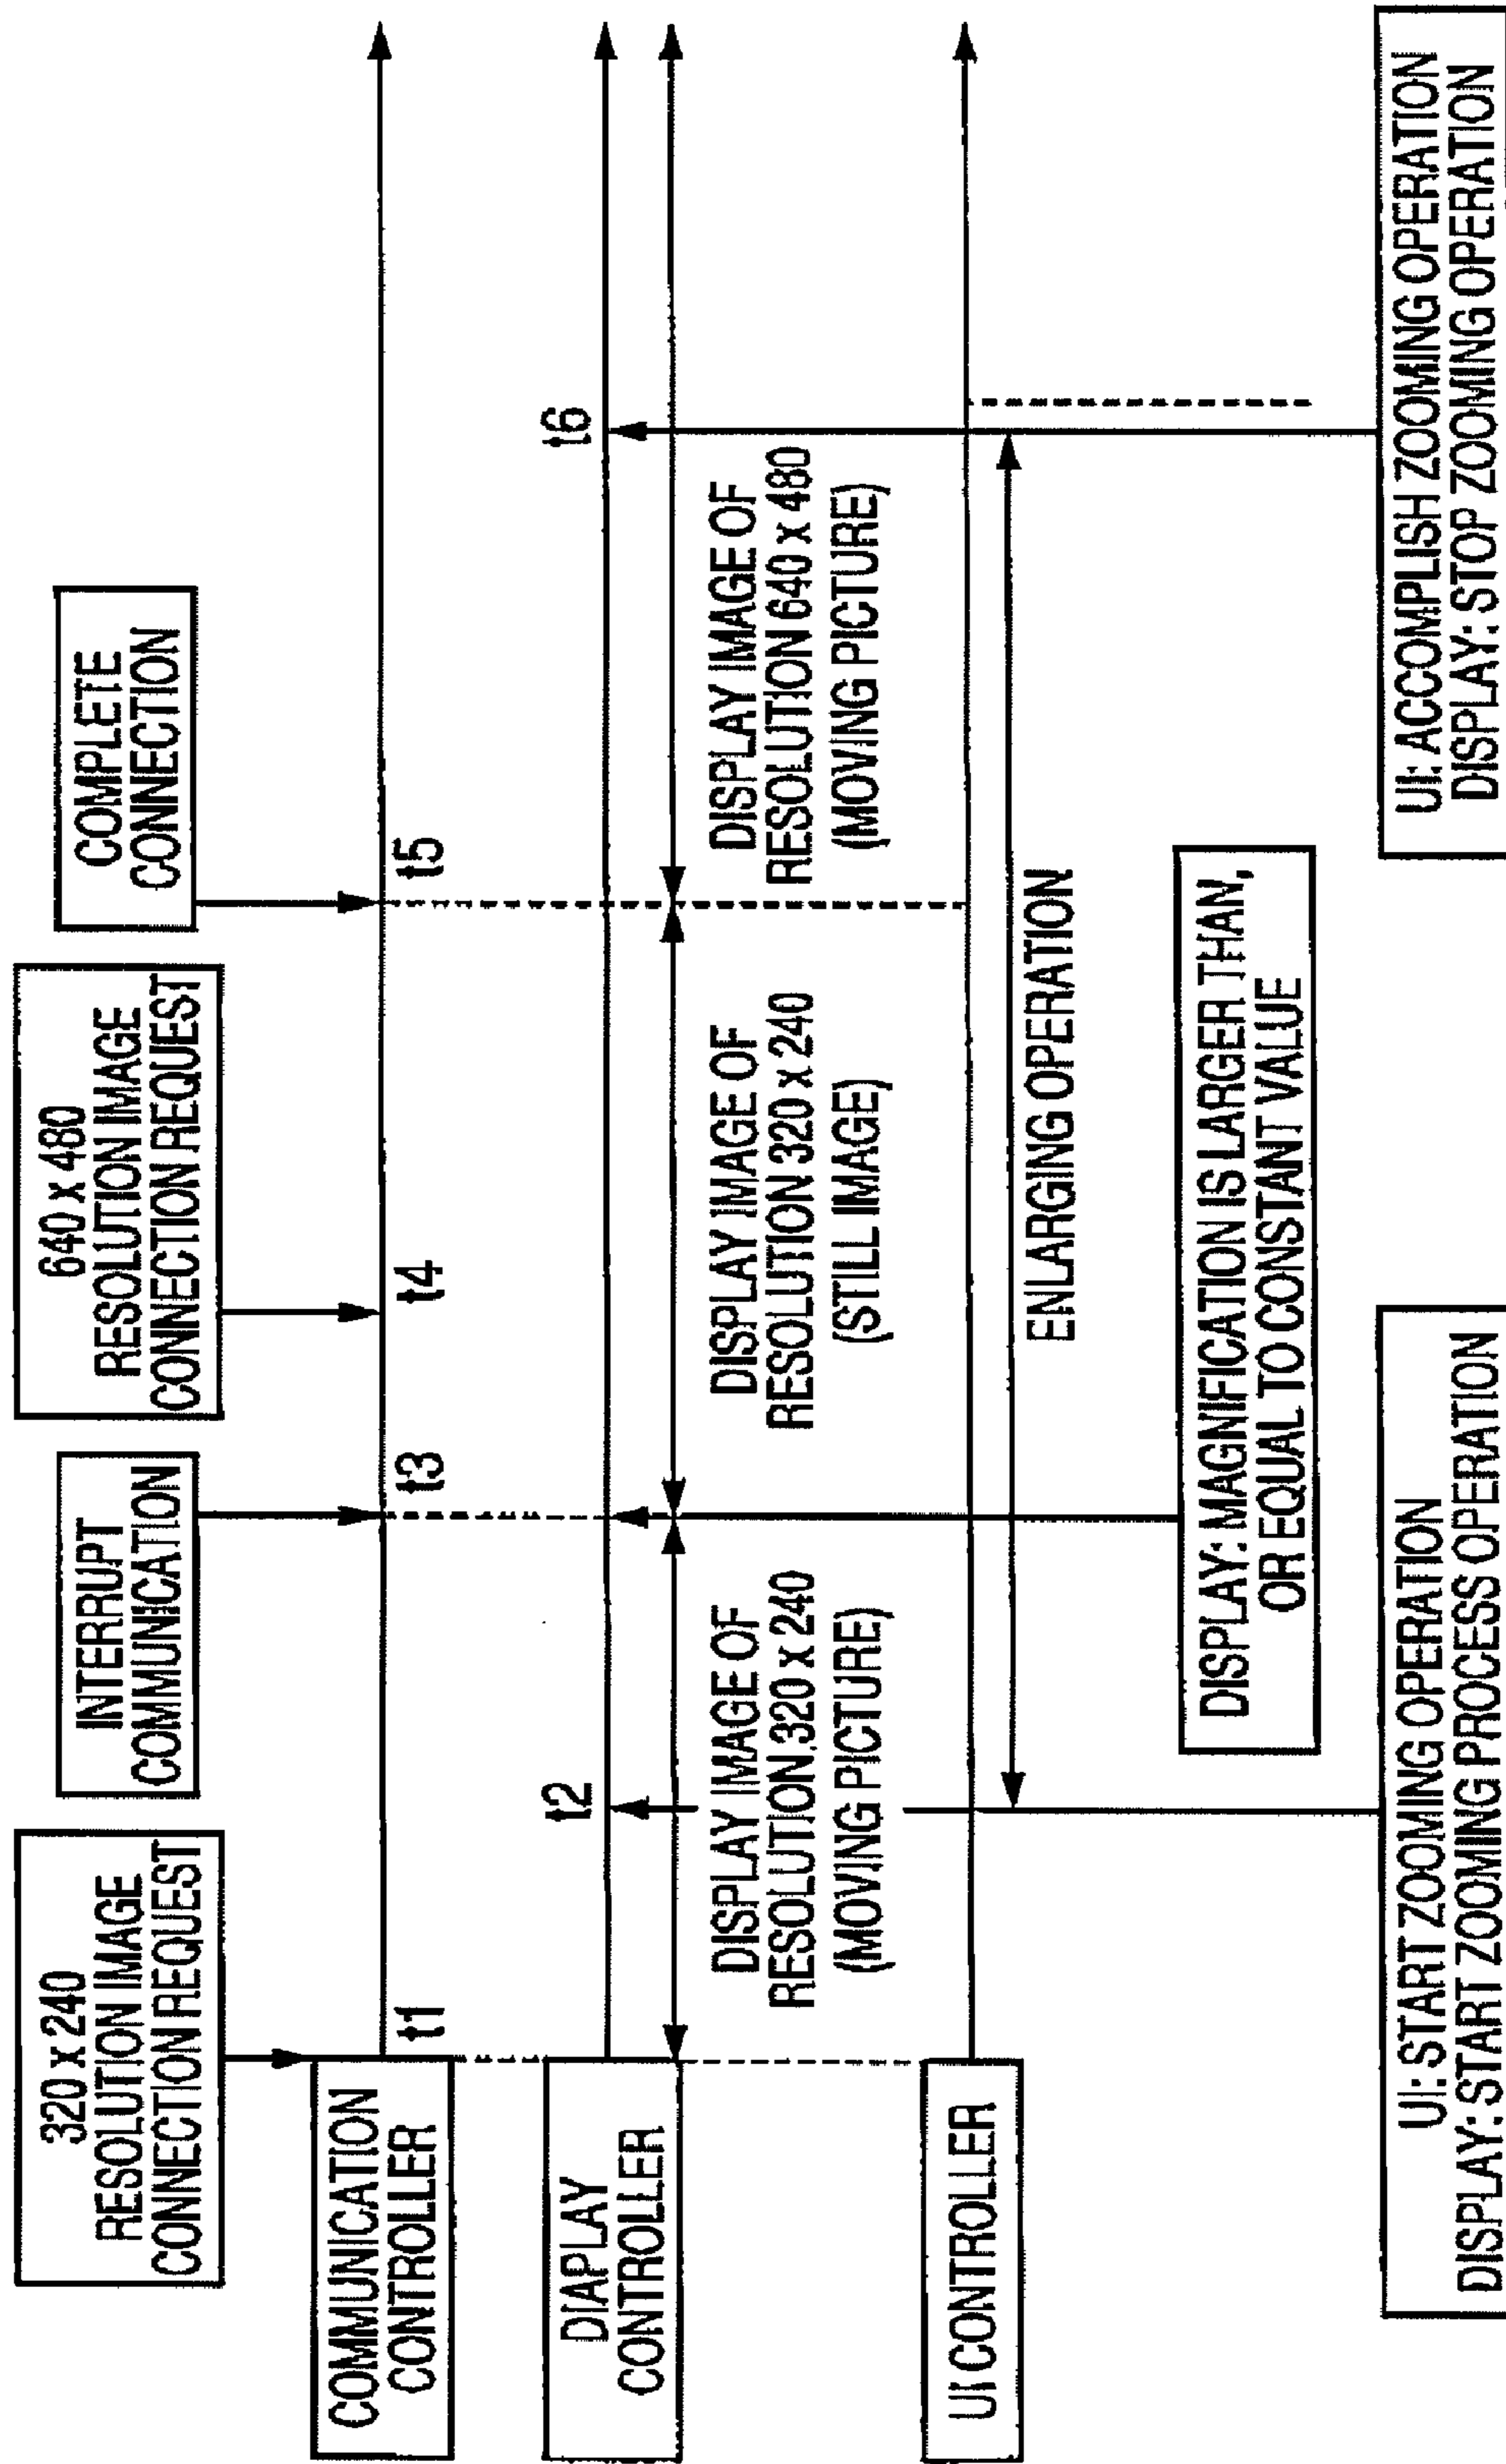 320 x 240
RESOLUTION IMAGE
CONNECTION REQUEST
INTERRUPT
COMMUNICATION
640 x 480
RESOLUTION IMAGE
CONNECTION REQUEST
COMPLETE
CONNECTION
COMMUNICATION
CONTROLLER
t1
t3
t4
t5
DIAPLAY
CONTROLLER
t2
t6
DISPLAY IMAGE OF
RESOLUTION 320 x 240
(MOVING PICTURE)
DISPLAY IMAGE OF
RESOLUTION 320 x 240
(STILL IMAGE)
DISPLAY IMAGE OF
RESOLUTION 640 x 480
(MOVING PICTURE)
UI CONTROLLER
ENLARGING OPERATION
DISPLAY: MAGNIFICATION IS LARGER THAN,
OR EQUAL TO CONSTANT VALUE
UI: START ZOOMING OPERATION
DISPLAY: START ZOOMING PROCESS OPERATION
UI: ACCOMPLISH ZOOMING OPERATION
DISPLAY: STOP ZOOMING OPERATION